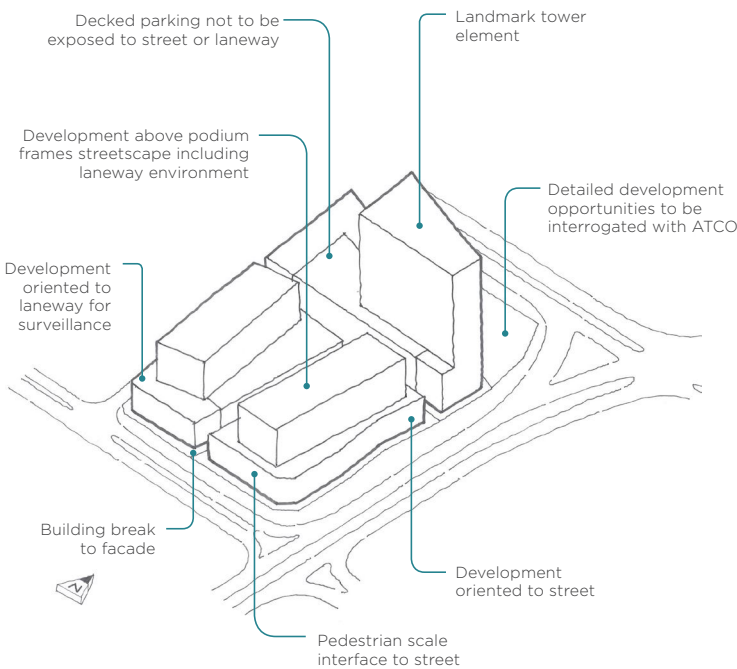 Decked parking not to be
exposed to street or laneway
Landmark tower
element
Development above podium
frames streetscape including
laneway environment
Detailed development
opportunities to be
interrogated with ATCO
Development
oriented to
laneway for
surveillance
Building break
to facade
Development
oriented to street
Pedestrian scale
interface to street
N